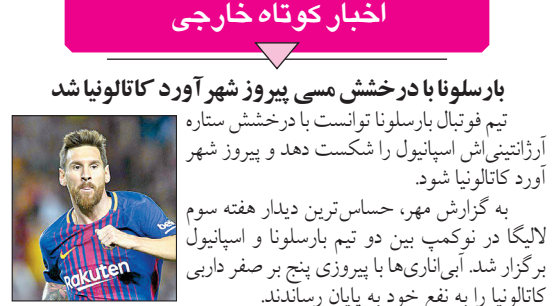 اخبار کوتاه خارجی
بارسلونا با درخشش مسی پیروز شهرآورد کاتالونیا شد
تیم فوتبال بارسلونا توانست با درخشش ستاره
آرژانتینی‌اش اسپانیول را شکست دهد و پیروز شهر
آورد کاتالونیا شود.
به گزارش مهر، حساس‌ترین دیدار هفته سوم
لالیگا در نوکمپ بین دو تیم بارسلونا و اسپانیول
برگزار شد. آبی‌اناری‌ها با پیروزی پنج بر صفر داربی
کاتالونیا را به نفع خود به پایان رساندند.
beko
Rakuten